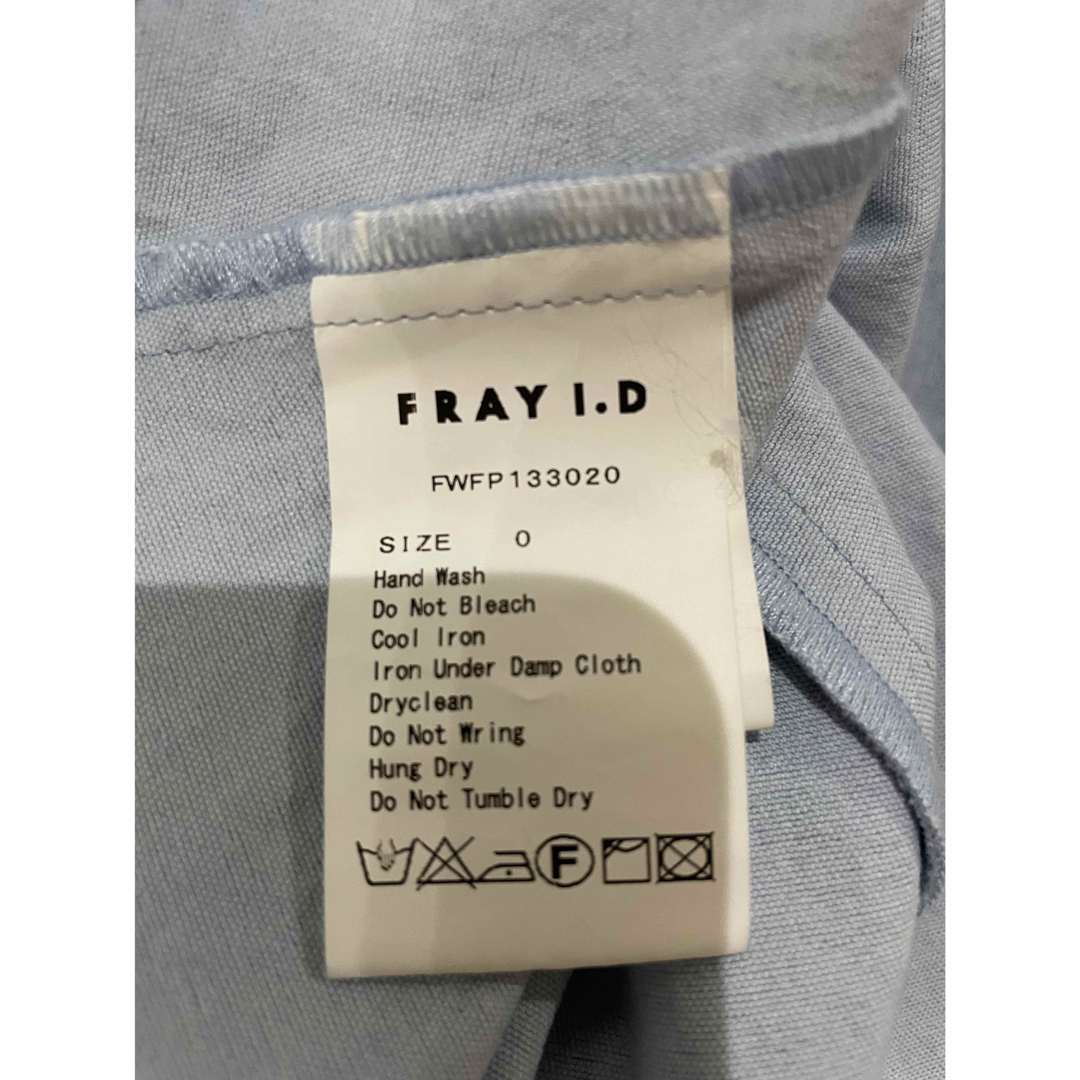 FRAY I.D
FWFP133020
SIZE 0
Hand Wash
Do Not Bleach
Cool Iron
Iron Under Damp Cloth
Dryclean
Do Not Wring
Hung Dry
Do Not Tumble Dry
F